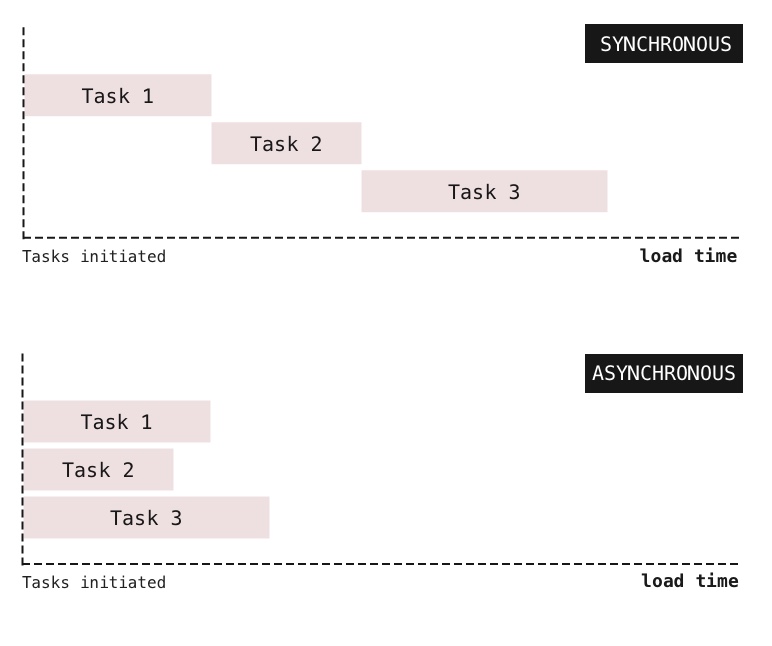 SYNCHRONOUS
Task 1
Task 2
Task 3
Tasks initiated
load time
ASYNCHRONOUS
Task 1
Task 2
Task 3
Tasks initiated
load time